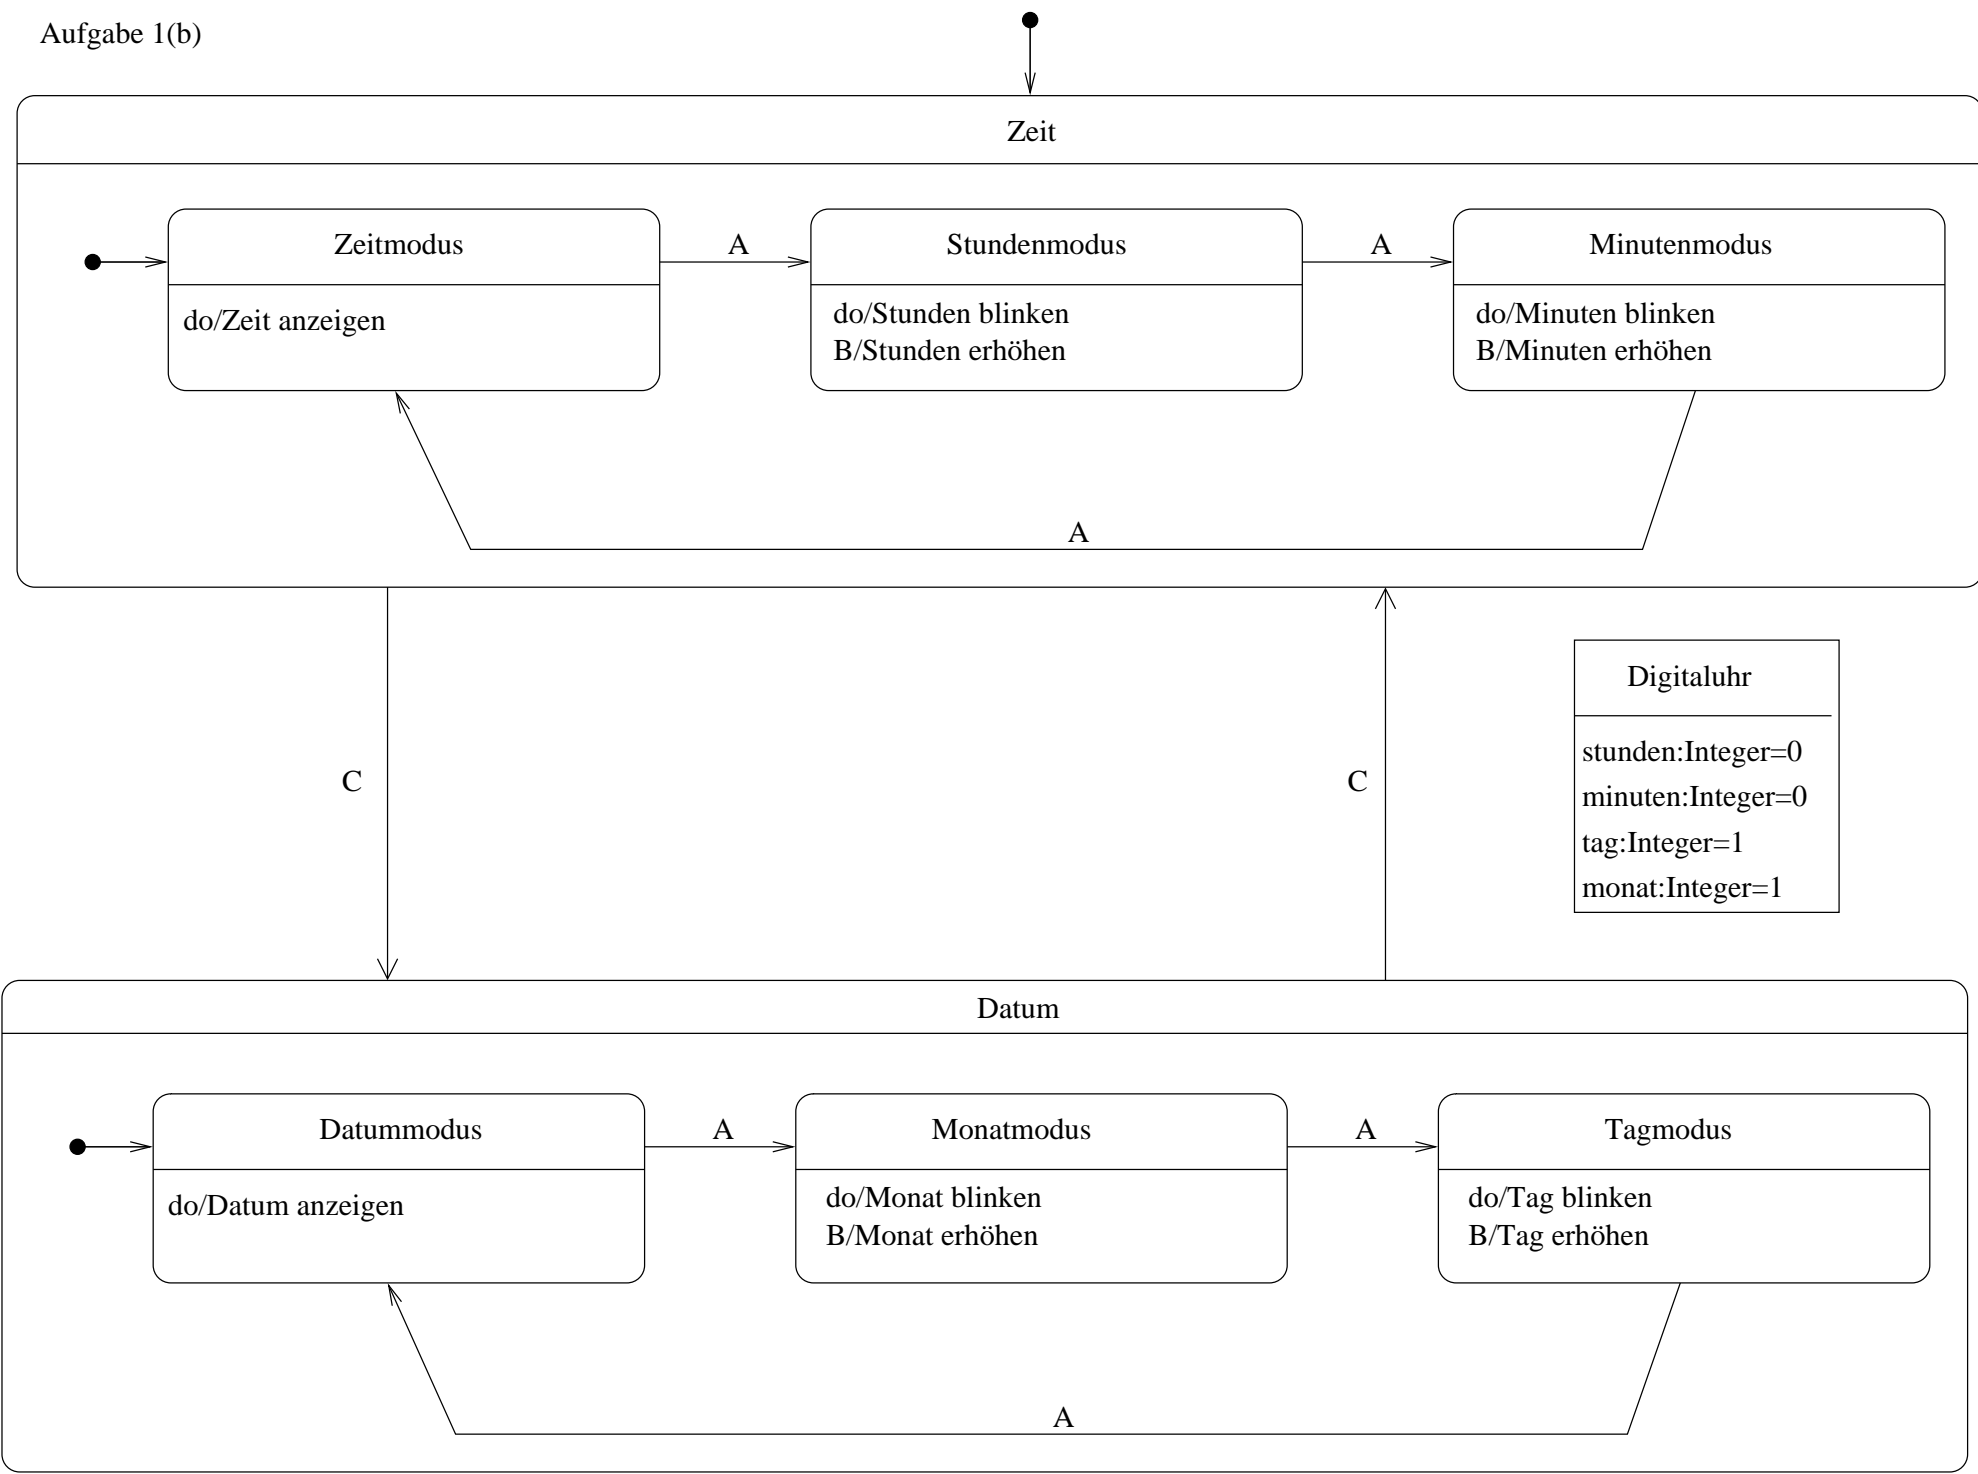 Aufgabe 1(b)
Zeit
Zeitmodus
do/Zeit anzeigen
A
Stundenmodus
do/Stunden blinken
B/Stunden erhöhen
A
Minutenmodus
do/Minuten blinken
B/Minuten erhöhen
A
C
C
Digitaluhr
stunden:Integer=0
minuten:Integer=0
tag:Integer=1
monat:Integer=1
Datum
Datummodus
do/Datum anzeigen
A
Monatmodus
do/Monat blinken
B/Monat erhöhen
A
Tagmodus
do/Tag blinken
B/Tag erhöhen
A